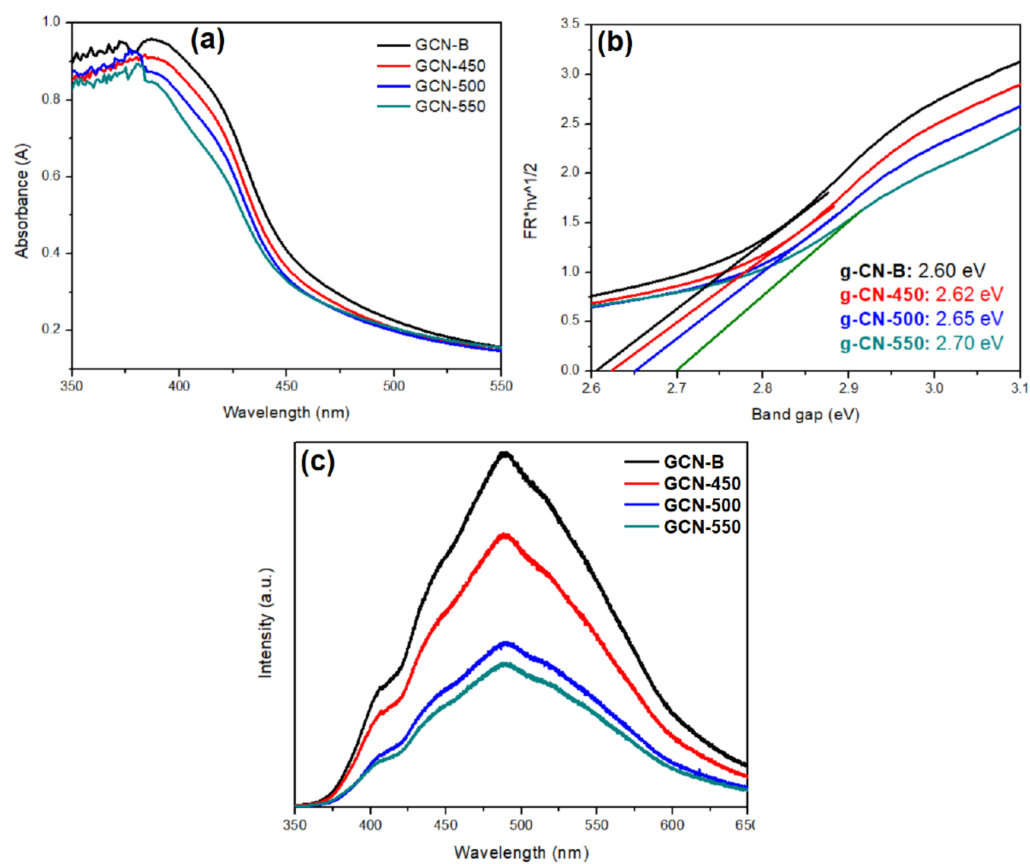 (a)
GCN-B
GCN-450
GCN-500
GCN-550
Absorbance (A)
1.0
0.8
0.6
0.4
0.2
350 400 450 500 550
Wavelength (nm)
(b)
FR*hv^1/2
3.5
3.0
2.5
2.0
1.5
1.0
0.5
0.0
g-CN-B: 2.60 eV
g-CN-450: 2.62 eV
g-CN-500: 2.65 eV
g-CN-550: 2.70 eV
2.6 2.7 2.8 2.9 3.0 3.1
Band gap (eV)
(c)
GCN-B
GCN-450
GCN-500
GCN-550
Intensity (a.u.)
350 400 450 500 550 600 650
Wavelength (nm)